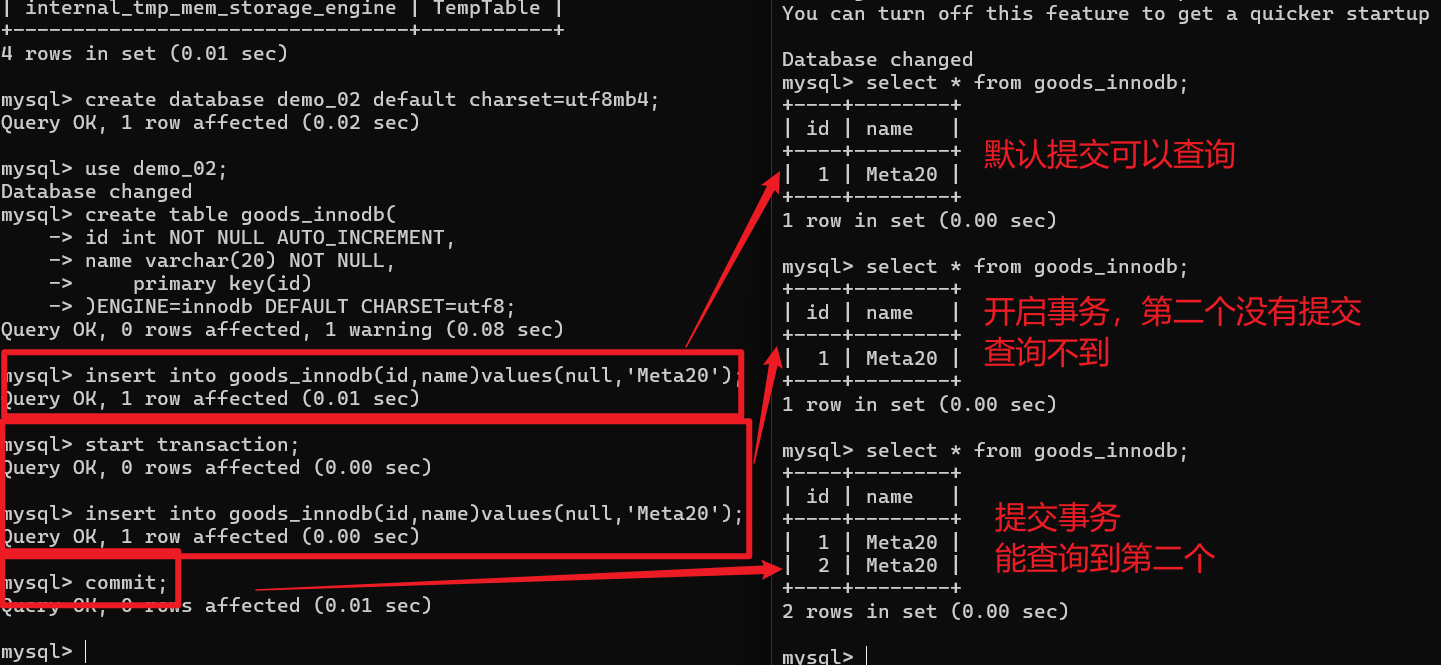 | internal_tmp_mem_storage_engine | TempTable |
+---------------------------------+-----------+
4 rows in set (0.01 sec)
mysql> create database demo_02 default charset=utf8mb4;
Query OK, 1 row affected (0.02 sec)
mysql> use demo_02;
Database changed
mysql> create table goods_innodb(
    -> id int NOT NULL AUTO_INCREMENT,
    -> name varchar(20) NOT NULL,
    ->     primary key(id)
    -> )ENGINE=innodb DEFAULT CHARSET=utf8;
Query OK, 0 rows affected, 1 warning (0.08 sec)
mysql> insert into goods_innodb(id,name)values(null,'Meta20');
Query OK, 1 row affected (0.01 sec)
mysql> start transaction;
Query OK, 0 rows affected (0.00 sec)
mysql> insert into goods_innodb(id,name)values(null,'Meta20');
Query OK, 1 row affected (0.00 sec)
mysql> commit;
Query OK, 0 rows affected (0.01 sec)
mysql>
You can turn off this feature to get a quicker startup
Database changed
mysql> select * from goods_innodb;
+----+--------+
| id | name   |
+----+--------+
|  1 | Meta20 |
+----+--------+
1 row in set (0.00 sec)
默认提交可以查询
mysql> select * from goods_innodb;
+----+--------+
| id | name   |
+----+--------+
|  1 | Meta20 |
+----+--------+
1 row in set (0.00 sec)
开启事务，第二个没有提交
查询不到
mysql> select * from goods_innodb;
+----+--------+
| id | name   |
+----+--------+
|  1 | Meta20 |
|  2 | Meta20 |
+----+--------+
2 rows in set (0.00 sec)
提交事务
能查询到第二个
mysql>